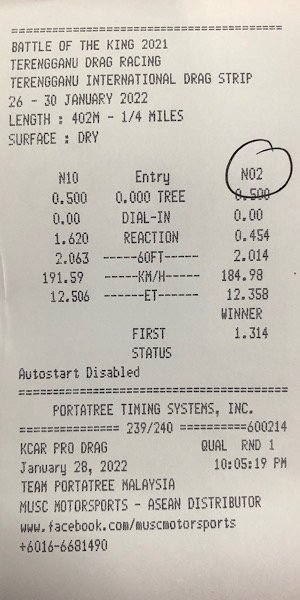 ================================
BATTLE OF THE KING 2021
TERENGGANU DRAG RACING
TERENGGANU INTERNATIONAL DRAG STRIP
26 - 30 JANUARY 2022
LENGTH : 402M - 1/4 MILES
SURFACE : DRY
N10 Entry NO2
0.500 0.000 TREE 0.500
0.00 DIAL-IN 0.00
1.620 REACTION 0.454
2.063 -----60FT----- 2.014
191.59 ------KM/H----- 184.98
12.506 ------ET------ 12.358
WINNER
FIRST 1.314
STATUS
Autostart Disabled
================================
PORTATREE TIMING SYSTEMS, INC.
=============== 239/240 ==========600214
KCAR PRO DRAG QUAL RND 1
January 28, 2022 10:05:19 PM
TEAM PORTATREE MALAYSIA
MUSC MOTORSPORTS - ASEAN DISTRIBUTOR
www.facebook.com/muscmotorsports
+6016-6681490